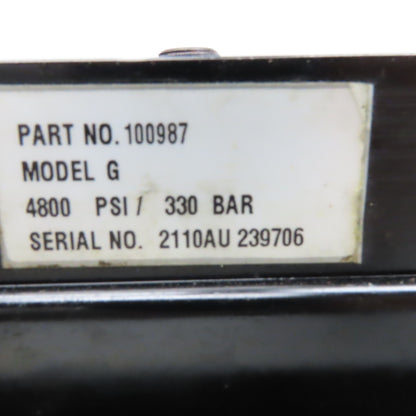 PART NO. 100987
MODEL G
4800 PSI / 330 BAR
SERIAL NO. 2110AU 239706